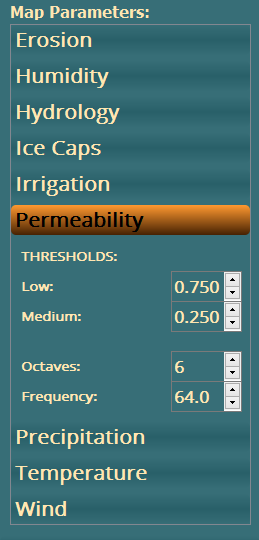 Map Parameters:
Erosion
Humidity
Hydrology
Ice Caps
Irrigation
Permeability
THRESHOLDS:
Low: 0.750
Medium: 0.250
Octaves: 6
Frequency: 64.0
Precipitation
Temperature
Wind